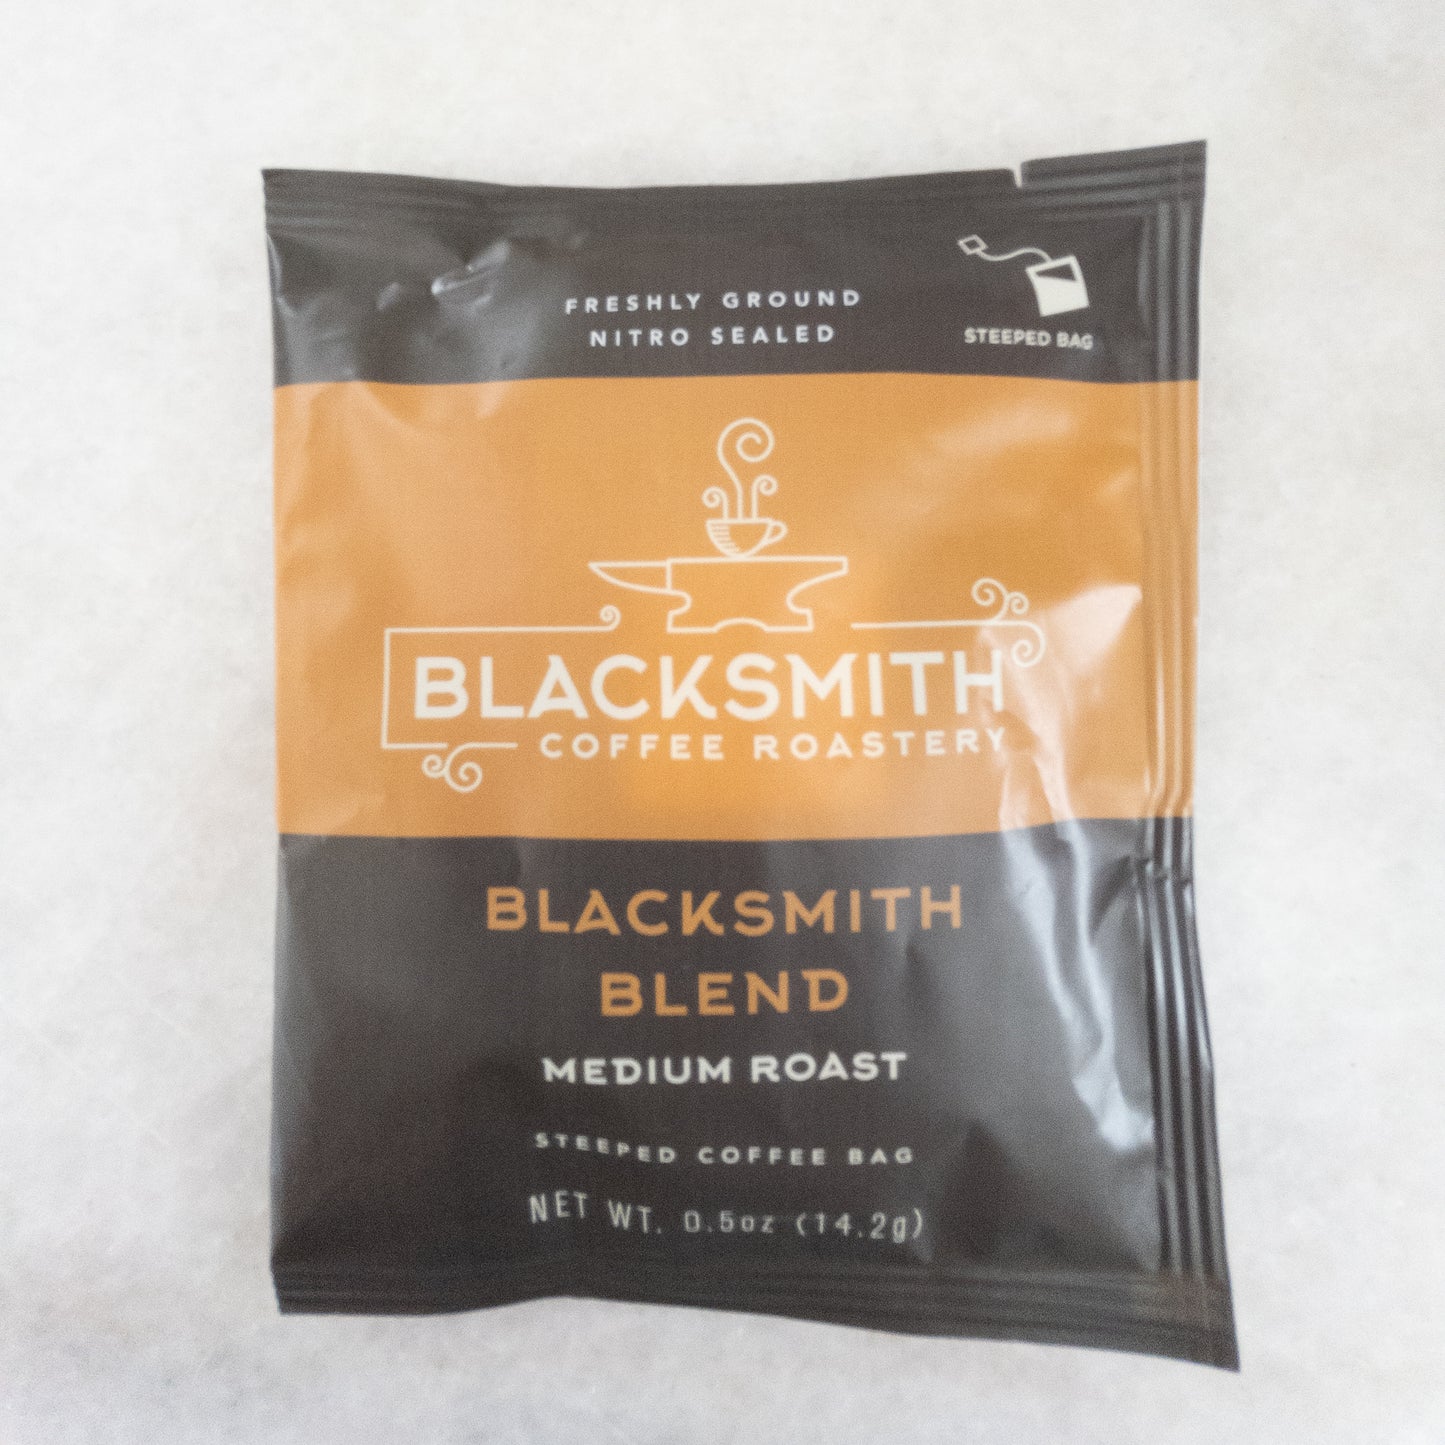 FRESHLY GROUND
NITRO SEALED
STEEPED BAG
BLACKSMITH
COFFEE ROASTERY
BLACKSMITH
BLEND
MEDIUM ROAST
STEEPED COFFEE BAG
NET WT. 0.5oz (14.2g)